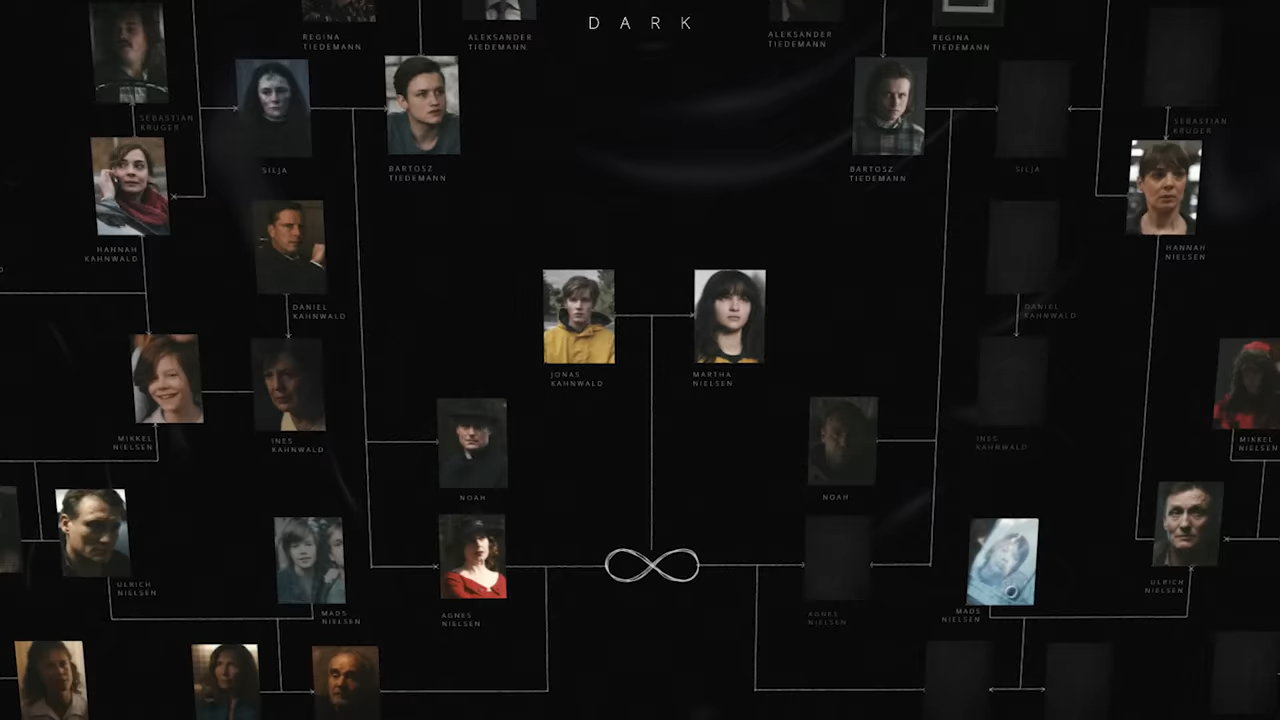 DARK
REGINA
TIEDEMANN
ALEKSANDER
TIEDEMANN
ALEKSANDER
TIEDEMANN
REGINA
TIEDEMANN
SEBASTIAN
KRUGER
SILJA
BARTOSZ
TIEDEMANN
BARTOSZ
TIEDEMANN
SILJA
SEBASTIAN
KRUGER
HANNAH
KAHNWALD
HANNAH
NIELSEN
DANIEL
KAHNWALD
DANIEL
KAHNWALD
JONAS
KAHNWALD
MARTHA
NIELSEN
MIKKEL
NIELSEN
INES
KAHNWALD
INES
KAHNWALD
MIKKEL
NIELSEN
NOAH
NOAH
ULRICH
NIELSEN
MADS
NIELSEN
AGNES
NIELSEN
AGNES
NIELSEN
MADS
NIELSEN
ULRICH
NIELSEN